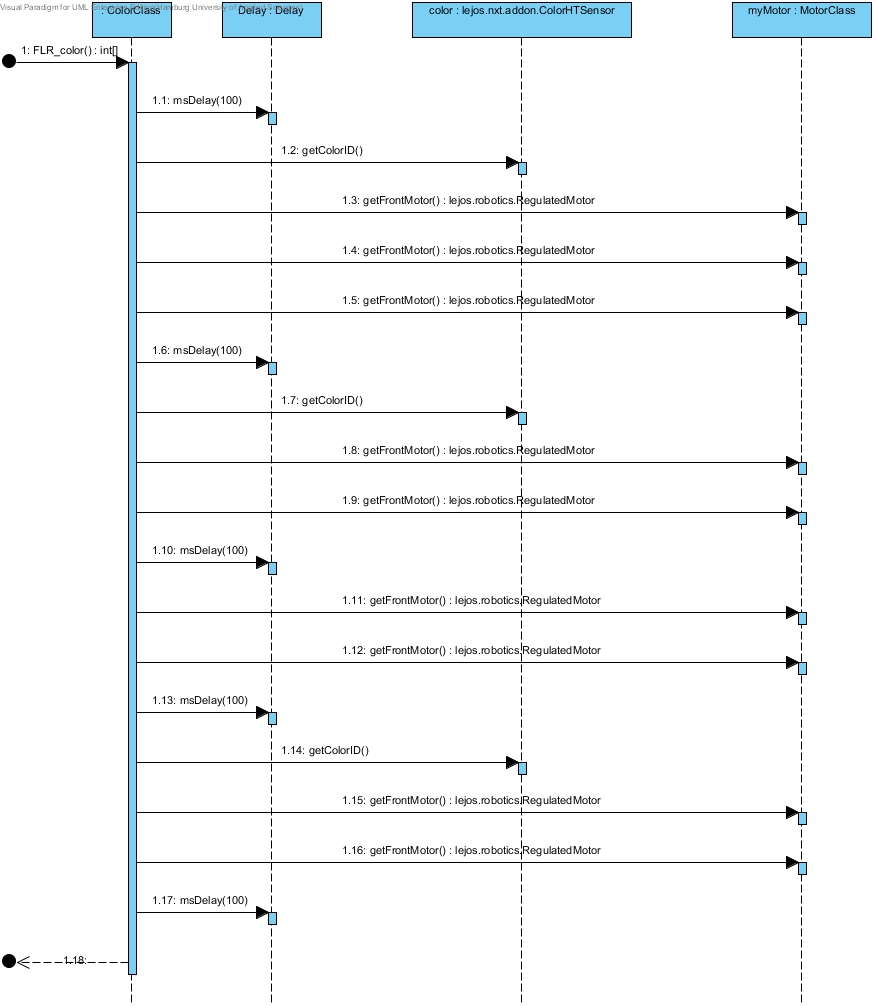 Visual Paradigm for UML
: ColorClass
Delay : Delay
color : lejos.nxt.addon.ColorHTSensor
myMotor : MotorClass
1: FLR_color() : int[]
1.1: msDelay(100)
1.2: getColorID()
1.3: getFrontMotor() : lejos.robotics.RegulatedMotor
1.4: getFrontMotor() : lejos.robotics.RegulatedMotor
1.5: getFrontMotor() : lejos.robotics.RegulatedMotor
1.6: msDelay(100)
1.7: getColorID()
1.8: getFrontMotor() : lejos.robotics.RegulatedMotor
1.9: getFrontMotor() : lejos.robotics.RegulatedMotor
1.10: msDelay(100)
1.11: getFrontMotor() : lejos.robotics.RegulatedMotor
1.12: getFrontMotor() : lejos.robotics.RegulatedMotor
1.13: msDelay(100)
1.14: getColorID()
1.15: getFrontMotor() : lejos.robotics.RegulatedMotor
1.16: getFrontMotor() : lejos.robotics.RegulatedMotor
1.17: msDelay(100)
1.18: